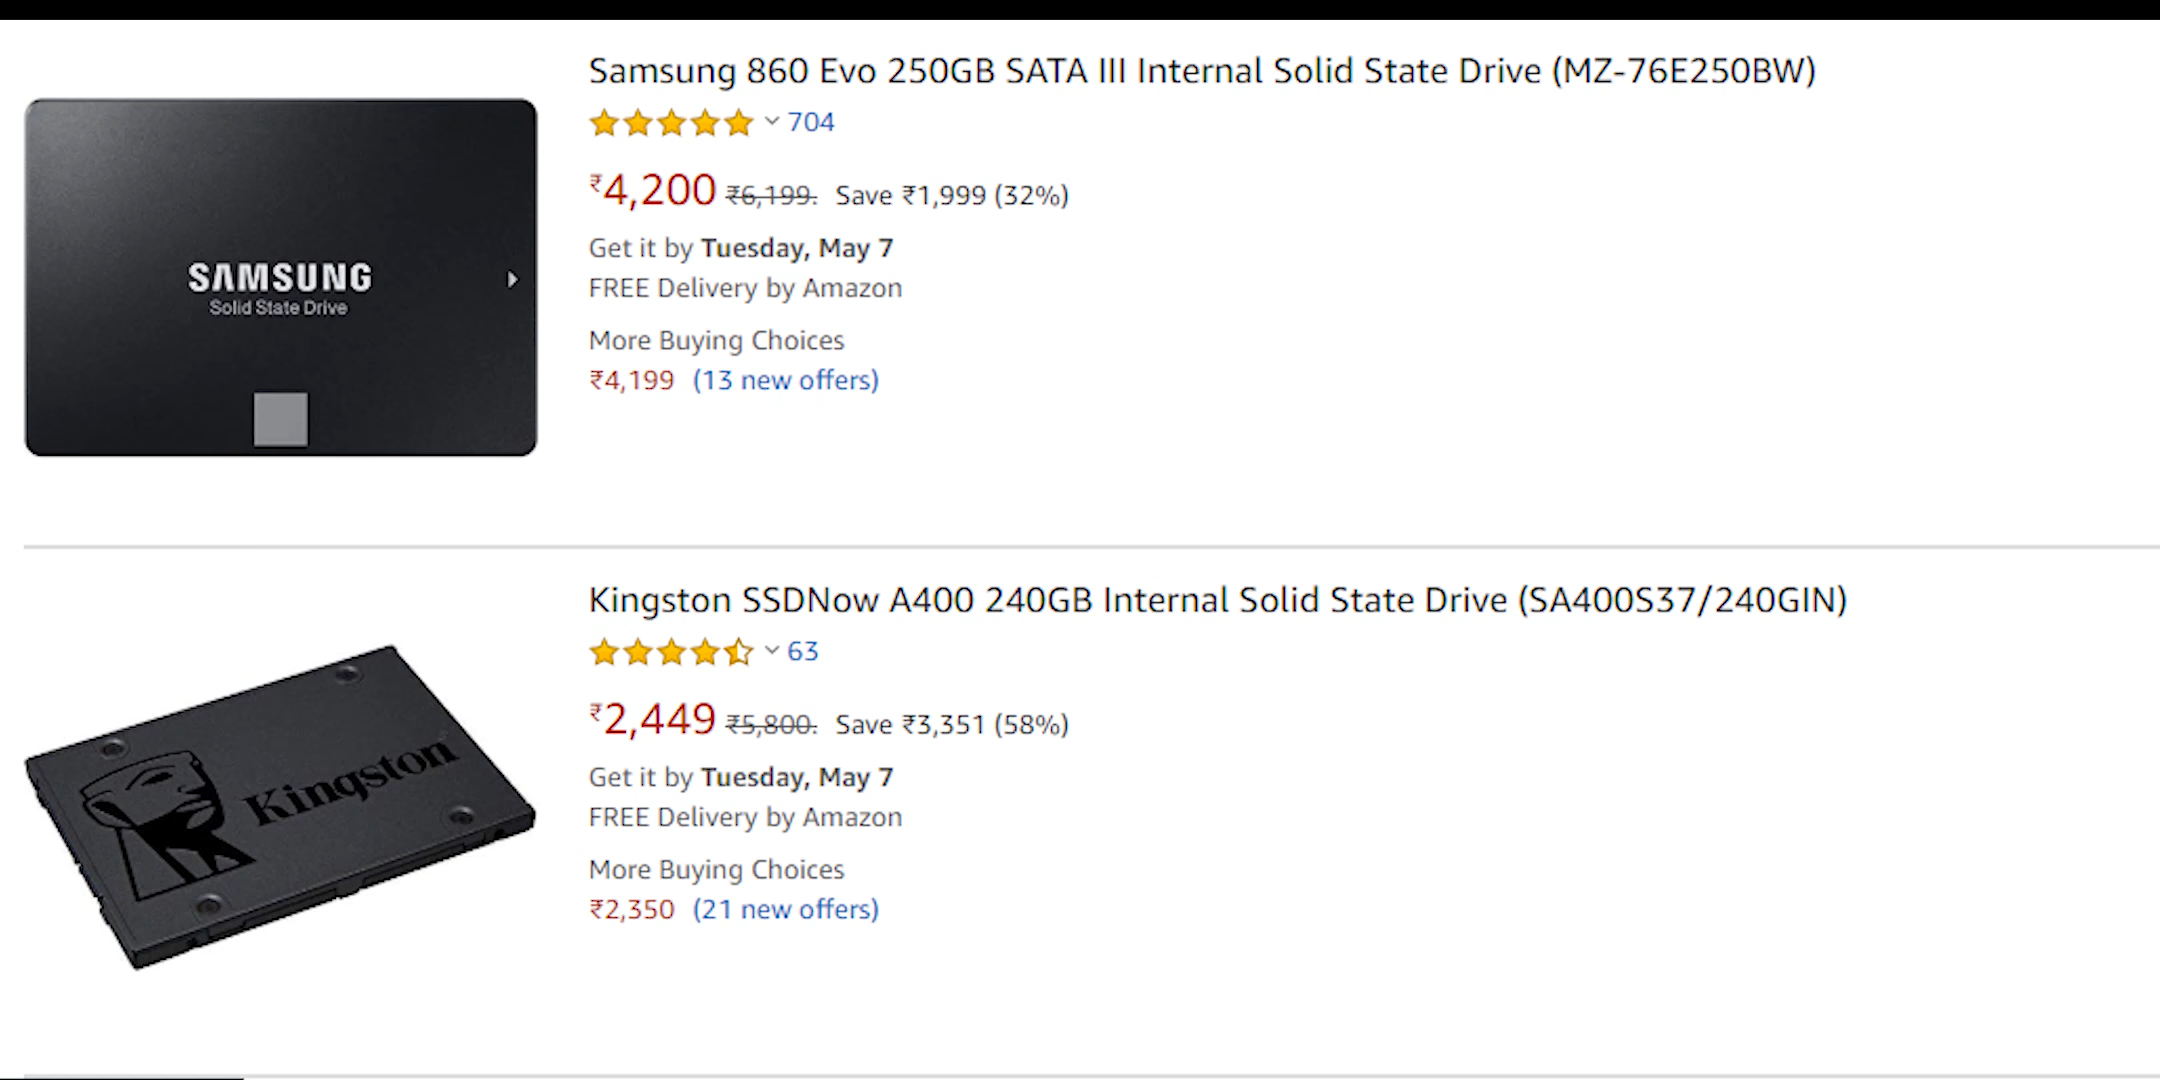 Samsung 860 Evo 250GB SATA III Internal Solid State Drive (MZ-76E250BW)
704
₹4,200 ₹6,199. Save ₹1,999 (32%)
Get it by Tuesday, May 7
FREE Delivery by Amazon
More Buying Choices
₹4,199 (13 new offers)
SAMSUNG
Solid State Drive
Kingston SSDNow A400 240GB Internal Solid State Drive (SA400S37/240GIN)
63
₹2,449 ₹5,800. Save ₹3,351 (58%)
Get it by Tuesday, May 7
FREE Delivery by Amazon
More Buying Choices
₹2,350 (21 new offers)
Kingston